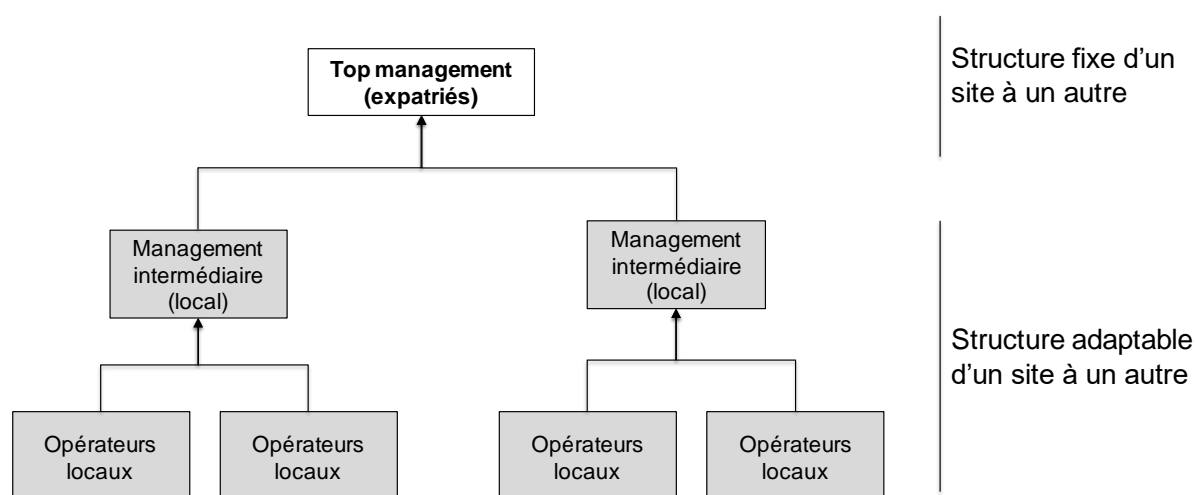 Top management
(expatriés)
Structure fixe d’un
site à un autre
Management
intermédiaire
(local)
Management
intermédiaire
(local)
Structure adaptable
d’un site à un autre
Opérateurs
locaux
Opérateurs
locaux
Opérateurs
locaux
Opérateurs
locaux